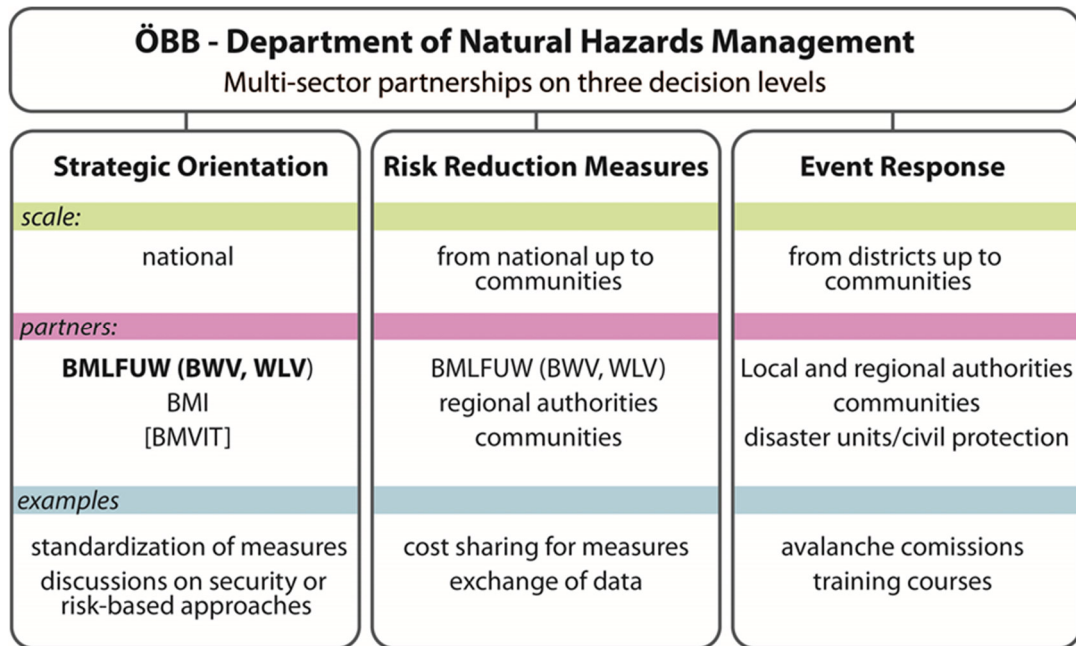 ÖBB - Department of Natural Hazards Management
Multi-sector partnerships on three decision levels
Strategic Orientation
scale:
national
partners:
BMLFUW (BWV, WLV)
BMI
[BMVIT]
examples
standardization of measures
discussions on security or
risk-based approaches
Risk Reduction Measures
from national up to
communities
BMLFUW (BWV, WLV)
regional authorities
communities
cost sharing for measures
exchange of data
Event Response
from districts up to
communities
Local and regional authorities
communities
disaster units/civil protection
avalanche comissions
training courses